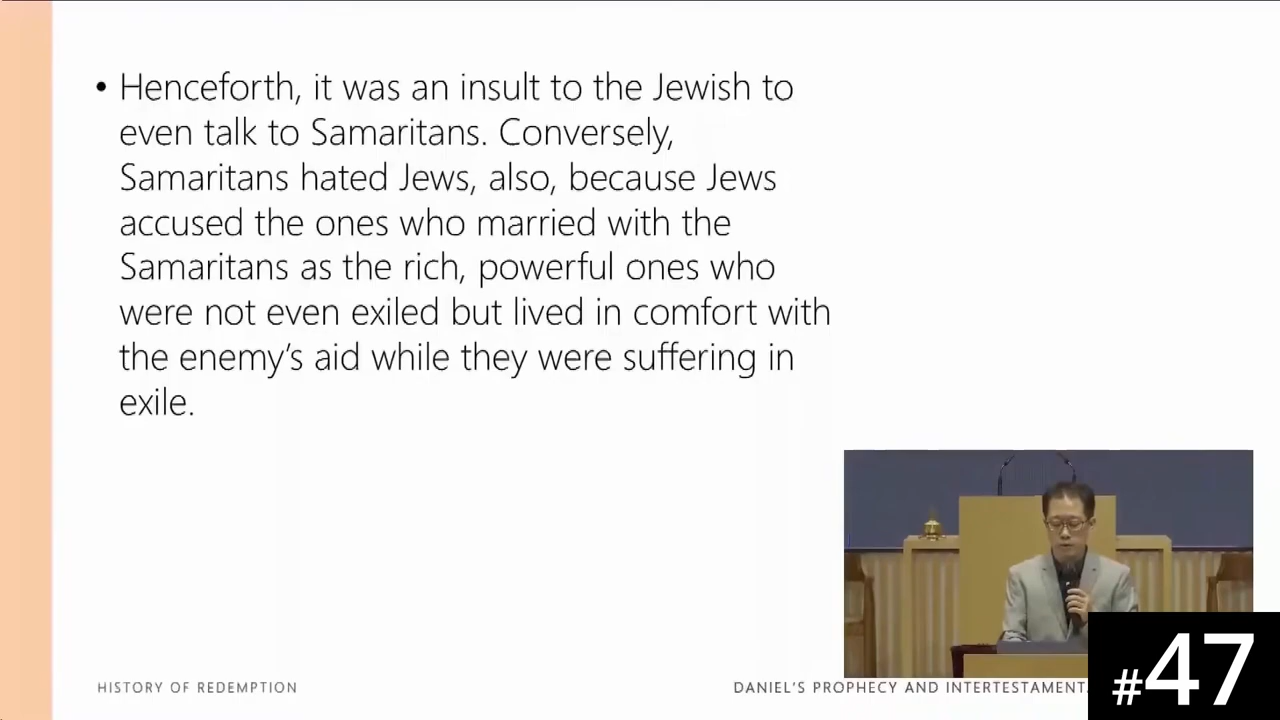 • Henceforth, it was an insult to the Jewish to
even talk to Samaritans. Conversely,
Samaritans hated Jews, also, because Jews
accused the ones who married with the
Samaritans as the rich, powerful ones who
were not even exiled but lived in comfort with
the enemy’s aid while they were suffering in
exile.
HISTORY OF REDEMPTION
DANIEL’S PROPHECY AND INTERTESTAMENT
#47